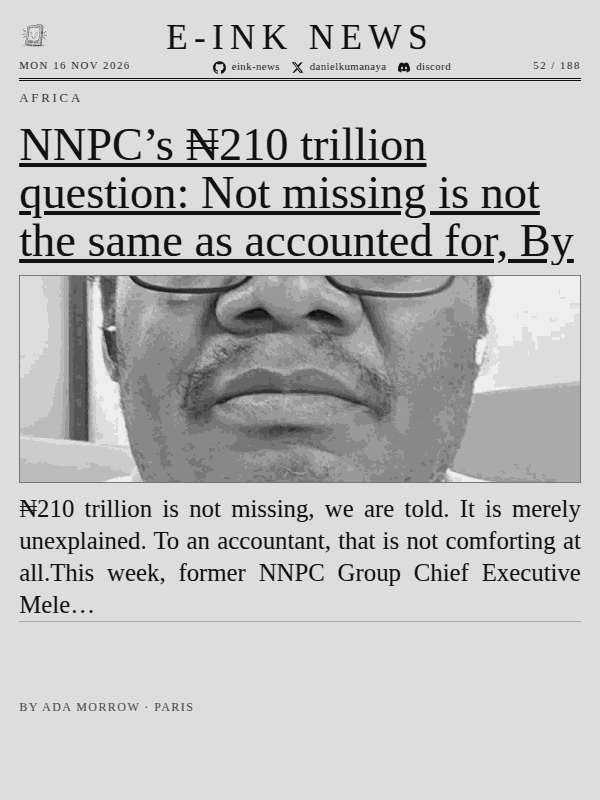 E-INK NEWS
MON 16 NOV 2026
eink-news danielkumanaya discord
52 / 188
AFRICA
NNPC’s ₦210 trillion
question: Not missing is not
the same as accounted for, By
₦210 trillion is not missing, we are told. It is merely
unexplained. To an accountant, that is not comforting at
all.This week, former NNPC Group Chief Executive
Mele…
BY ADA MORROW · PARIS